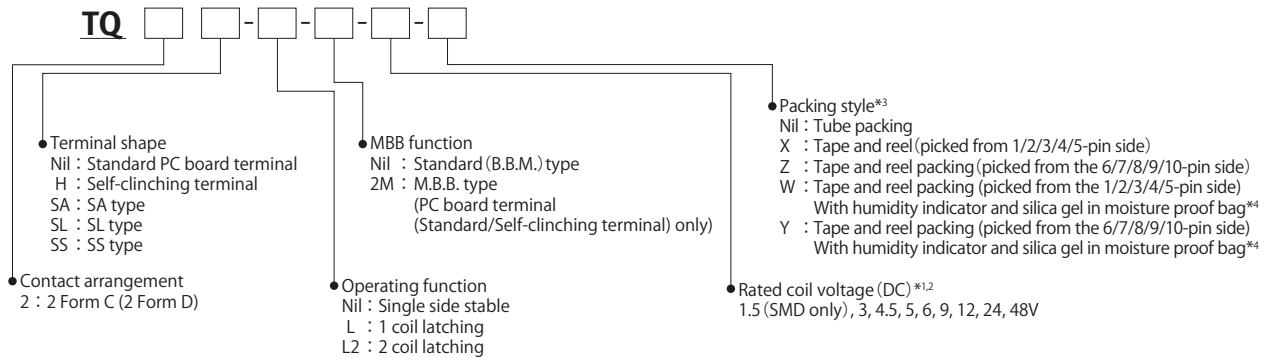 TQ - - - -
Contact arrangement
2 : 2 Form C (2 Form D)
Terminal shape
Nil : Standard PC board terminal
H : Self-clinching terminal
SA : SA type
SL : SL type
SS : SS type
Operating function
Nil : Single side stable
L : 1 coil latching
L2 : 2 coil latching
MBB function
Nil : Standard (B.B.M.) type
2M : M.B.B. type
(PC board terminal
(Standard/Self-clinching terminal) only)
Rated coil voltage (DC) *1,2
1.5 (SMD only), 3, 4.5, 5, 6, 9, 12, 24, 48V
Packing style*3
Nil : Tube packing
X : Tape and reel (picked from 1/2/3/4/5-pin side)
Z : Tape and reel packing (picked from the 6/7/8/9/10-pin side)
W : Tape and reel packing (picked from the 1/2/3/4/5-pin side)
With humidity indicator and silica gel in moisture proof bag*4
Y : Tape and reel packing (picked from the 6/7/8/9/10-pin side)
With humidity indicator and silica gel in moisture proof bag*4